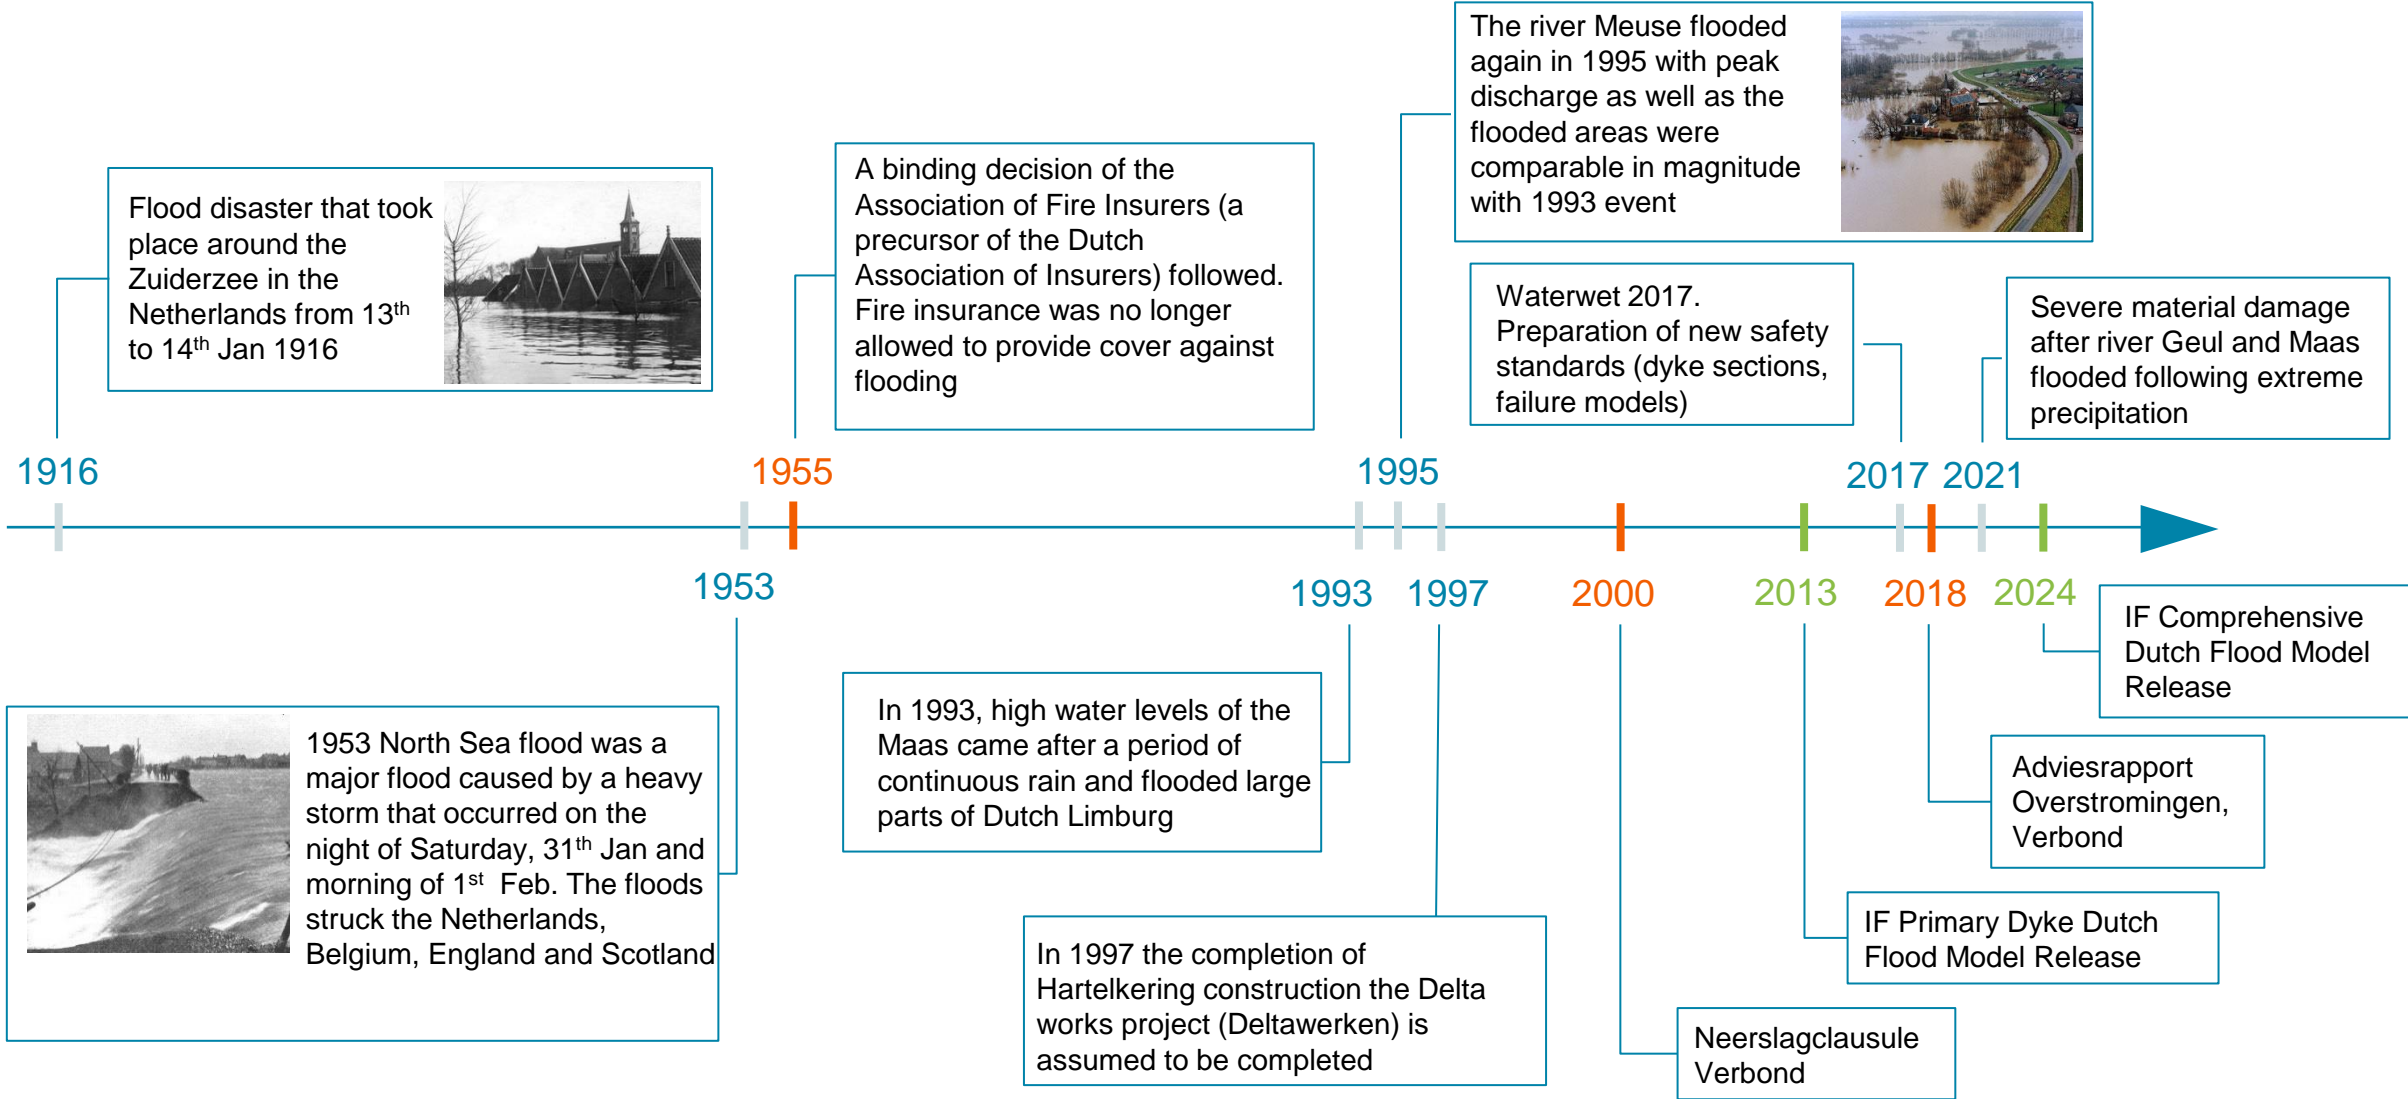 The river Meuse flooded
again in 1995 with peak
discharge as well as the
flooded areas were
comparable in magnitude
with 1993 event
Flood disaster that took
place around the
Zuiderzee in the
Netherlands from 13th
to 14th Jan 1916
A binding decision of the
Association of Fire Insurers (a
precursor of the Dutch
Association of Insurers) followed.
Fire insurance was no longer
allowed to provide cover against
flooding
Waterwet 2017.
Preparation of new safety
standards (dyke sections,
failure models)
Severe material damage
after river Geul and Maas
flooded following extreme
precipitation
1916
1955
1995
2017
2021
1953
1993
1997
2000
2013
2018
2024
IF Comprehensive
Dutch Flood Model
Release
1953 North Sea flood was a
major flood caused by a heavy
storm that occurred on the
night of Saturday, 31th Jan and
morning of 1st Feb. The floods
struck the Netherlands,
Belgium, England and Scotland
In 1993, high water levels of the
Maas came after a period of
continuous rain and flooded large
parts of Dutch Limburg
Adviesrapport
Overstromingen,
Verbond
In 1997 the completion of
Hartelkering construction the Delta
works project (Deltawerken) is
assumed to be completed
IF Primary Dyke Dutch
Flood Model Release
Neerslagclausule
Verbond